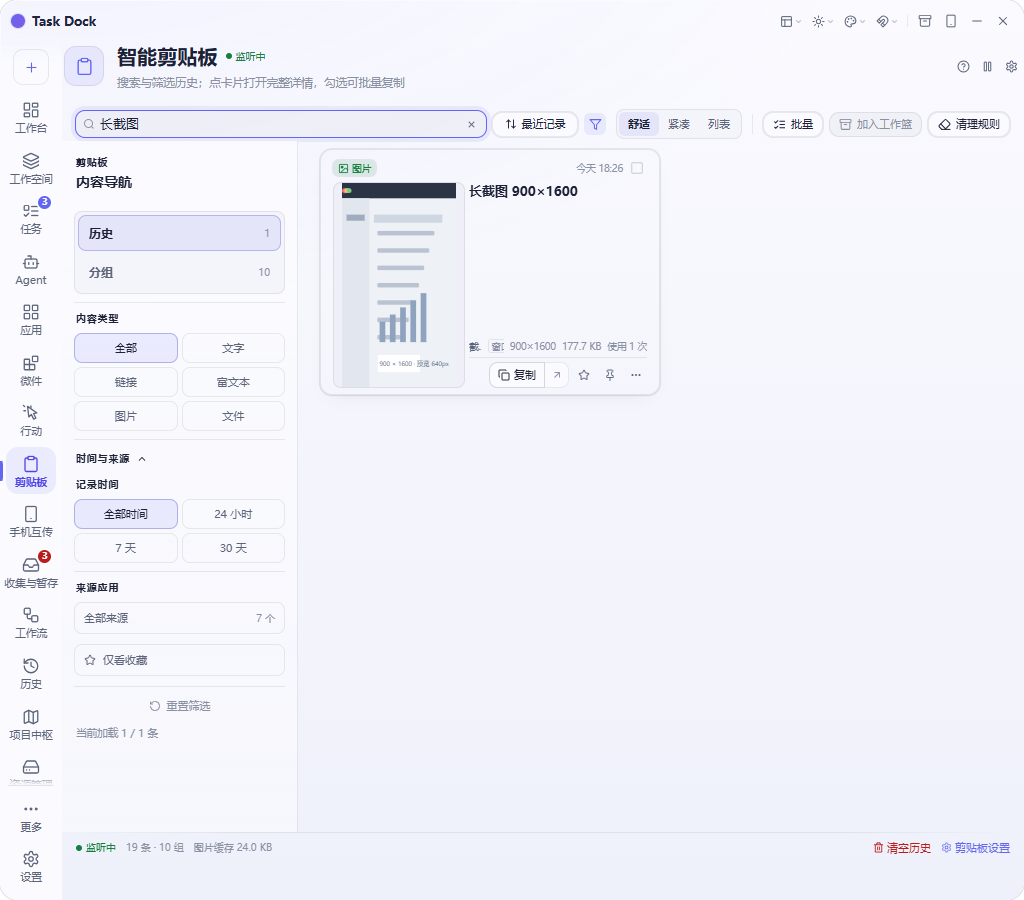 Task Dock
智能剪贴板
监听中
搜索与筛选历史；点卡片打开完整详情，勾选可批量复制
工作台
工作空间
3
任务
Agent
应用
微件
行动
剪贴板
手机互传
3
收集与暂存
工作流
历史
项目中枢
更多
设置
长截图
最近记录
舒适
紧凑
列表
批量
加入工作篮
清理规则
剪贴板
内容导航
历史 1
分组 10
内容类型
全部
文字
链接
富文本
图片
文件
时间与来源
记录时间
全部时间
24 小时
7 天
30 天
来源应用
全部来源 7 个
仅看收藏
重置筛选
当前加载 1 / 1 条
图片
今天 18:26
长截图 900×1600
900 × 1600 · 预览 640px
900×1600 177.7 KB 使用 1 次
复制
监听中 19 条 · 10 组 图片缓存 24.0 KB
清空历史
剪贴板设置